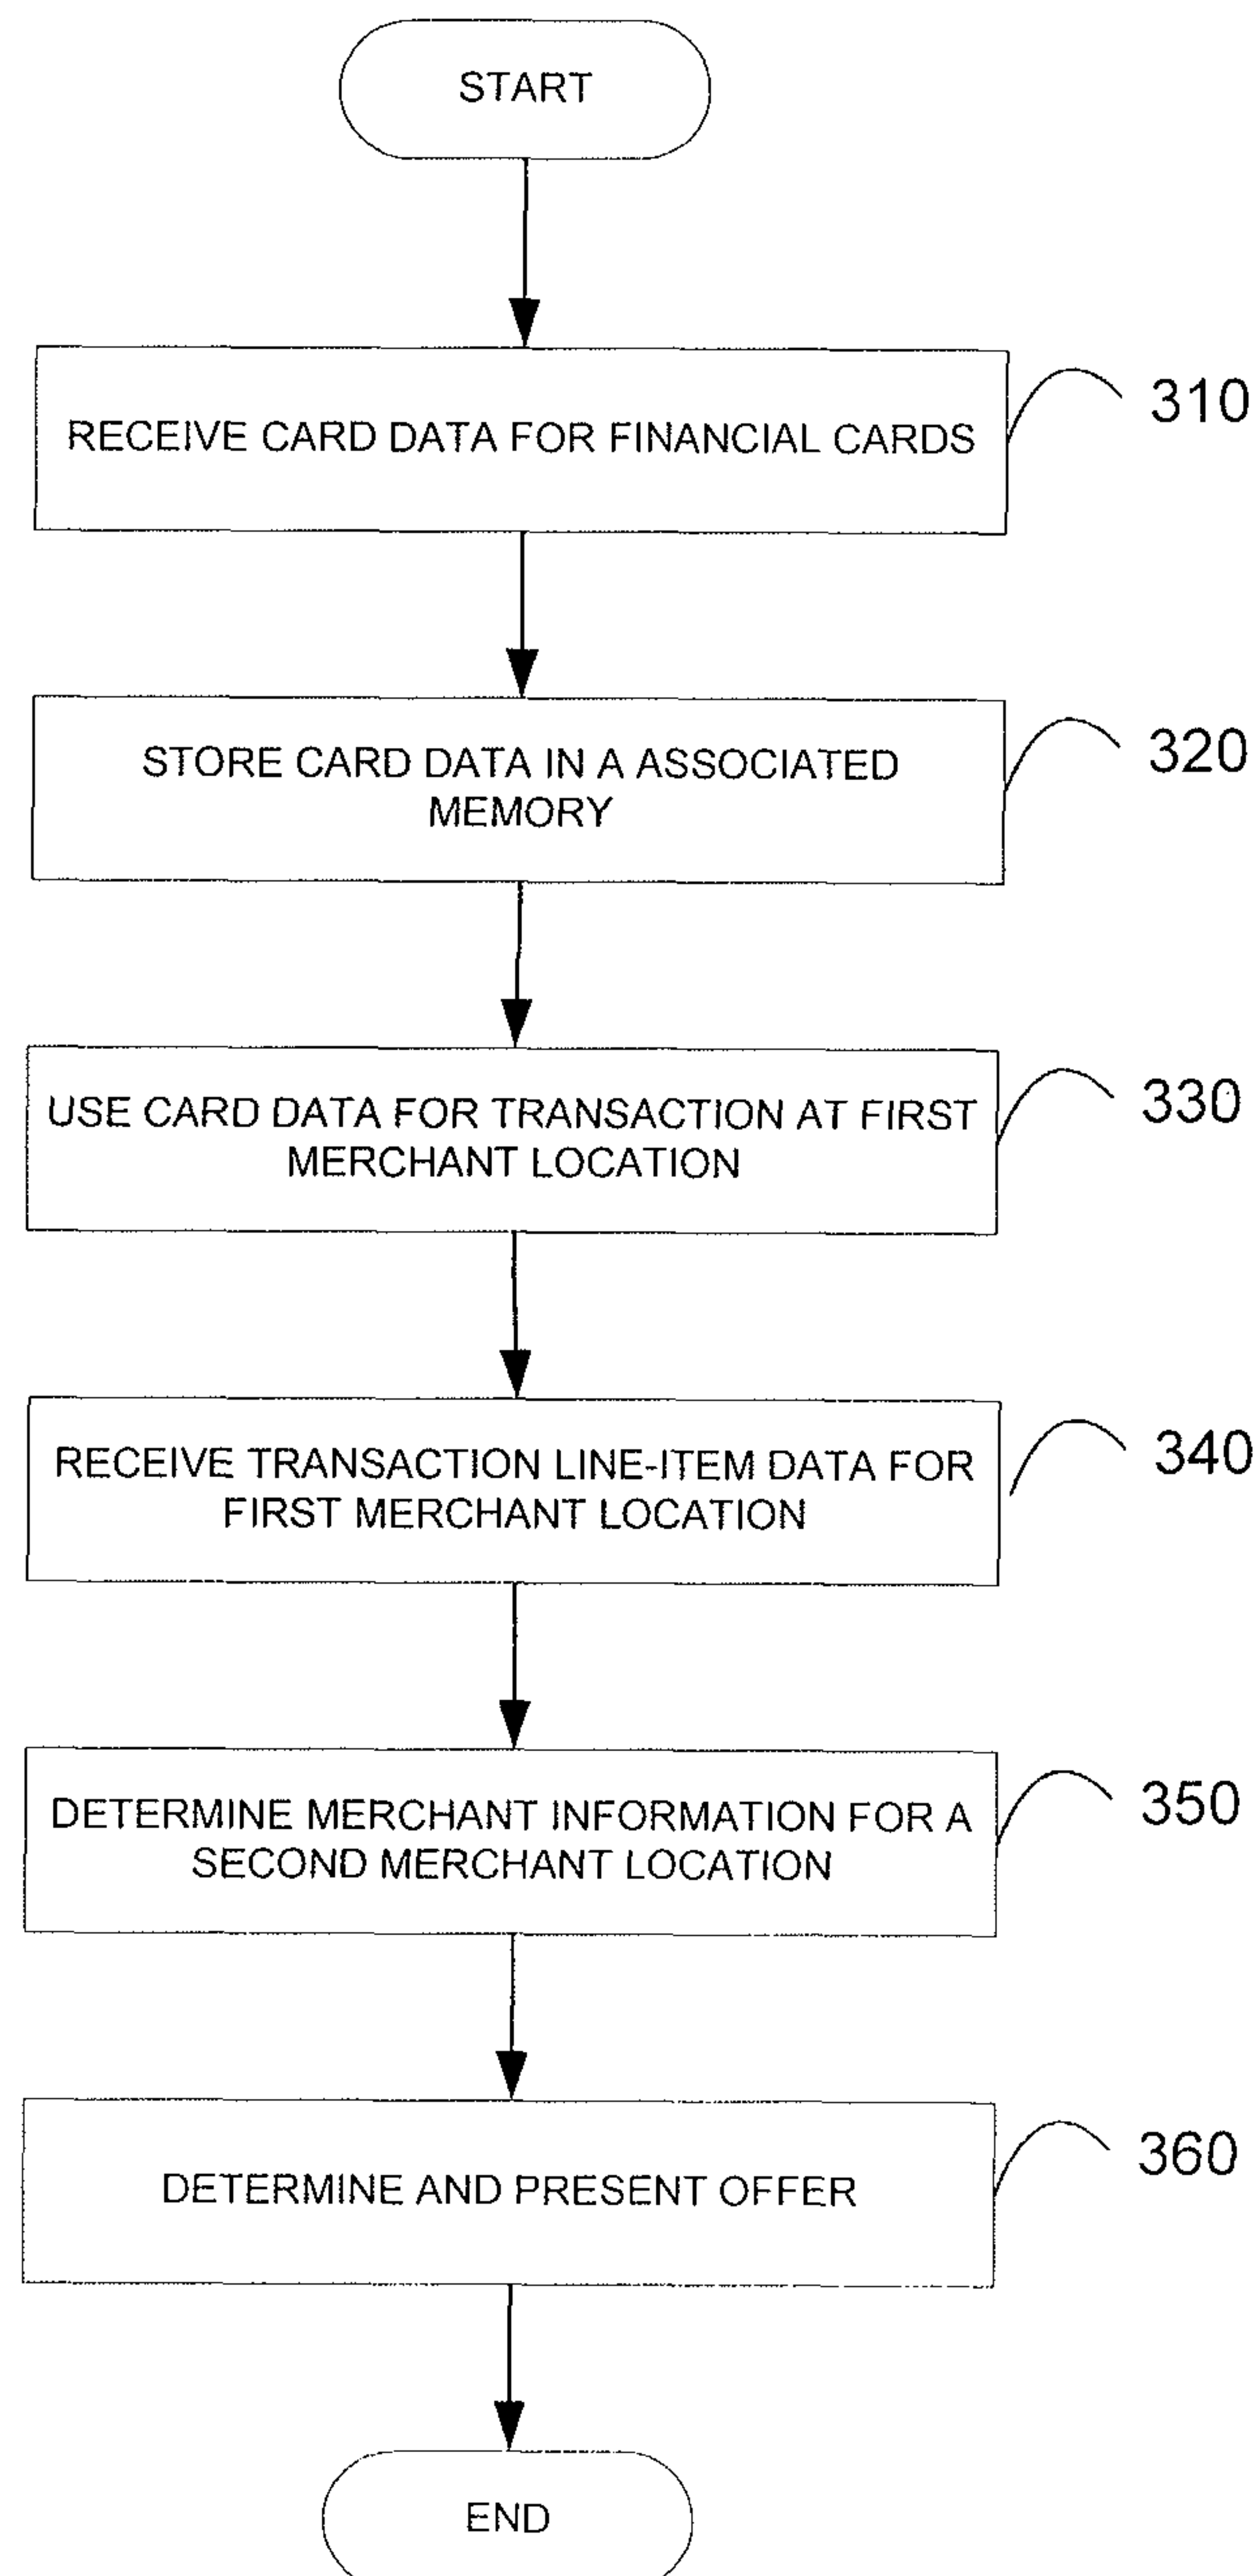 START
RECEIVE CARD DATA FOR FINANCIAL CARDS
310
STORE CARD DATA IN A ASSOCIATED
MEMORY
320
USE CARD DATA FOR TRANSACTION AT FIRST
MERCHANT LOCATION
330
RECEIVE TRANSACTION LINE-ITEM DATA FOR
FIRST MERCHANT LOCATION
340
DETERMINE MERCHANT INFORMATION FOR A
SECOND MERCHANT LOCATION
350
DETERMINE AND PRESENT OFFER
360
END